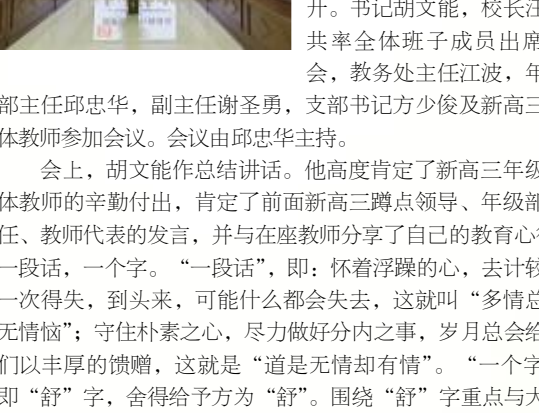 开。书记胡文能，校长汪
共率全体班子成员出席
会，教务处主任江波，年
部主任邱忠华，副主任谢圣勇，支部书记方少俊及新高三
体教师参加会议。会议由邱忠华主持。
会上，胡文能作总结讲话。他高度肯定了新高三年级
体教师的辛勤付出，肯定了前面新高三蹲点领导、年级部
任、教师代表的发言，并与在座教师分享了自己的教育心得
一段话，一个字。“一段话”，即：怀着浮躁的心，去计较
一次得失，到头来，可能什么都会失去，这就叫“多情总
无情恼”；守住朴素之心，尽力做好分内之事，岁月总会给
们以丰厚的馈赠，这就是“道是无情却有情”。“一个字
即“舒”字，舍得给予方为“舒”。围绕“舒”字重点与大